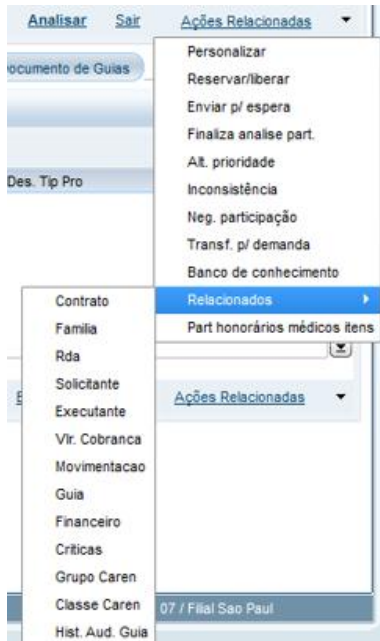 Analisar Sair Ações Relacionadas
ocumento de Guias
Personalizar
Reservar/liberar
Enviar p/ espera
Finaliza analise part.
Alt. prioridade
Des. Tip Pro
Inconsistência
Neg. participação
Transf. p/ demanda
Banco de conhecimento
Relacionados
Part honorários médicos itens
Contrato
Familia
Rda
Solicitante
Executante
Vlr. Cobranca
Movimentacao
Guia
Financeiro
Criticas
Grupo Caren
Classe Caren
Hist. Aud. Guia
Ações Relacionadas
07 / Filial Sao Paul